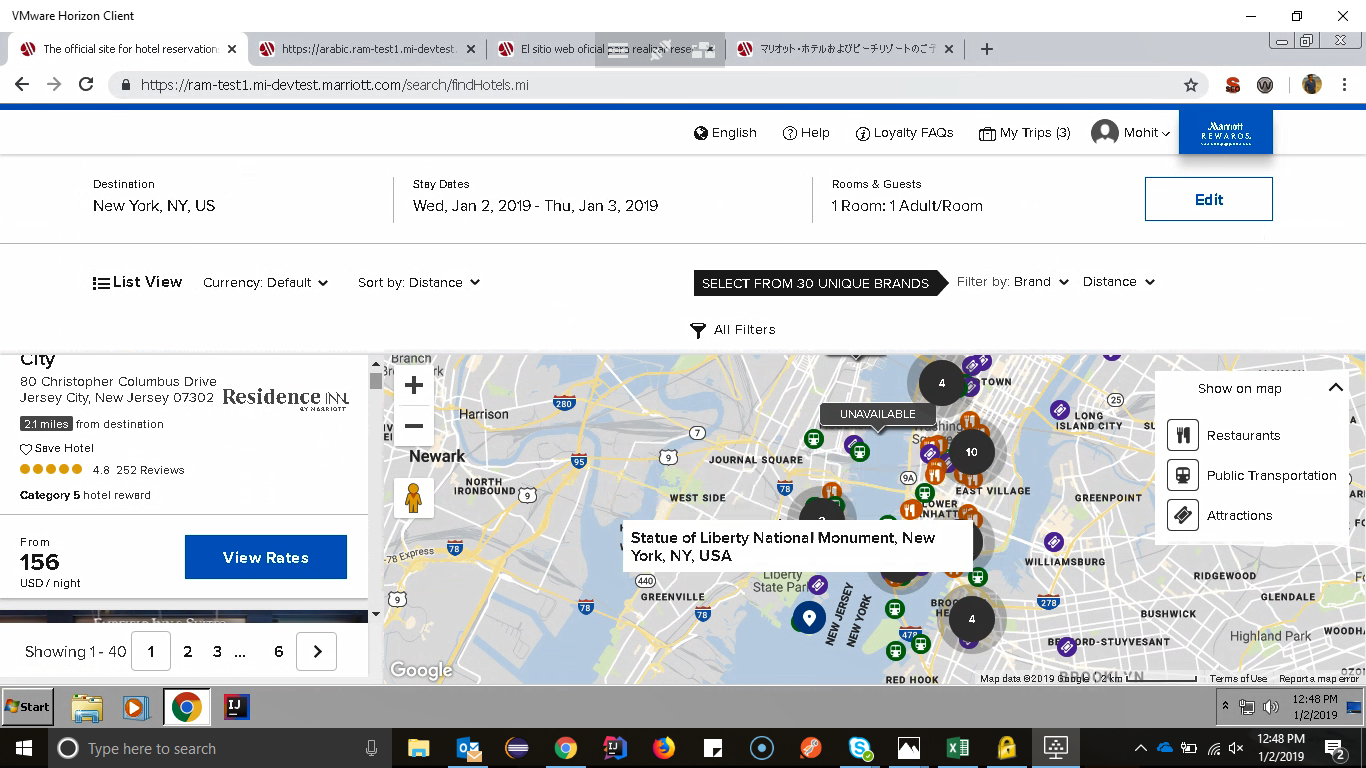 VMware Horizon Client
The official site for hotel reservation
https://arabic.ram-test1.mi-devtest
El sitio web oficial para realizar rese
マリオット・ホテルおよびビーチリゾートのご
https://ram-test1.mi-devtest.marriott.com/search/findHotels.mi
English
Help
Loyalty FAQs
My Trips (3)
Mohit
Marriott
REWARDS.
Destination
New York, NY, US
Stay Dates
Wed, Jan 2, 2019 - Thu, Jan 3, 2019
Rooms & Guests
1 Room: 1 Adult/Room
Edit
List View
Currency: Default
Sort by: Distance
SELECT FROM 30 UNIQUE BRANDS
Filter by: Brand
Distance
All Filters
City
80 Christopher Columbus Drive
Jersey City, New Jersey 07302
Residence INN.
BY MARRIOTT
2.1 miles from destination
Save Hotel
4.8 252 Reviews
Category 5 hotel reward
From
156
USD / night
View Rates
FAIRFIELD INN & SUITES
Showing 1 - 40
1
2
3
...
6
Branch
Brook
Harrison
280
Newark
95
9
7
JOURNAL SQUARE
NORTH
IRONBOUND
9
WEST SIDE
78
78 Express
78
440
GREENVILLE
9
78
78
UNAVAILABLE
4
TOWN
25
LONG
ISLAND CITY
10
9A
EAST VILLAGE
LOWER
GREENPOINT
Statue of Liberty National Monument, New
York, NY, USA
Liberty
State Par
NEW JERSEY
NEW YORK
WILLIAMSBURG
RIDGEWOOD
GLENDALE
278
BUSHWICK
4
478
Highland Park
RED HOOK
BROOKLYN
Google
Map data ©2019 Google
2 km
Terms of Use
Report a map error
Show on map
Restaurants
Public Transportation
Attractions
Start
12:48 PM
1/2/2019
Type here to search
12:48 PM
1/2/2019
2